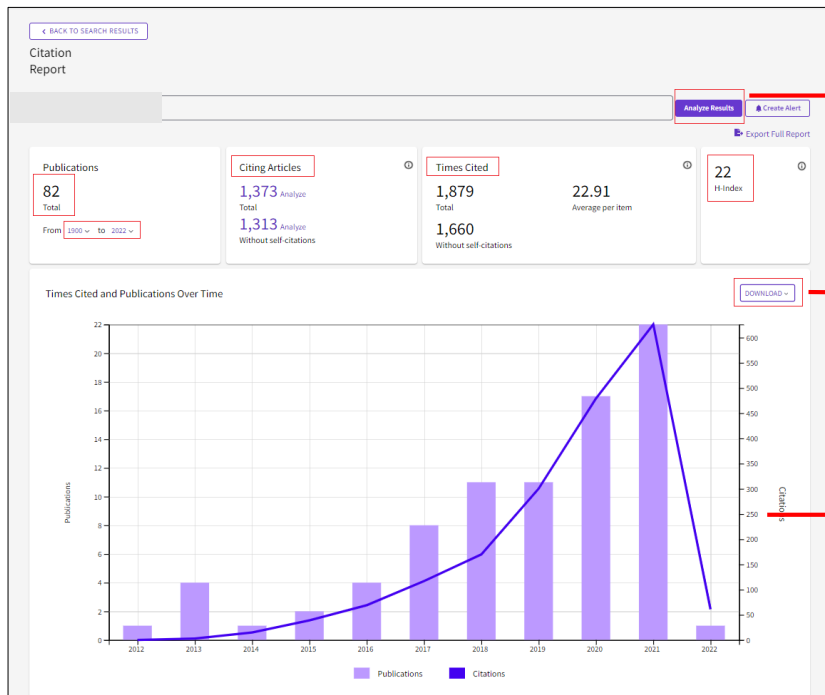 < BACK TO SEARCH RESULTS
Citation
Report
Analyze Results
Create Alert
Export Full Report
Publications
82
Total
From 1900 to 2022
Citing Articles
1,373 Analyze
Total
1,313 Analyze
Without self-citations
Times Cited
1,879
Total
1,660
Without self-citations
22.91
Average per item
22
H-Index
Times Cited and Publications Over Time
DOWNLOAD
Publications
22
20
18
16
14
12
10
8
6
4
2
0
600
550
500
450
400
350
300
250
200
150
100
50
0
Citations
2012 2013 2014 2015 2016 2017 2018 2019 2020 2021 2022
Publications Citations